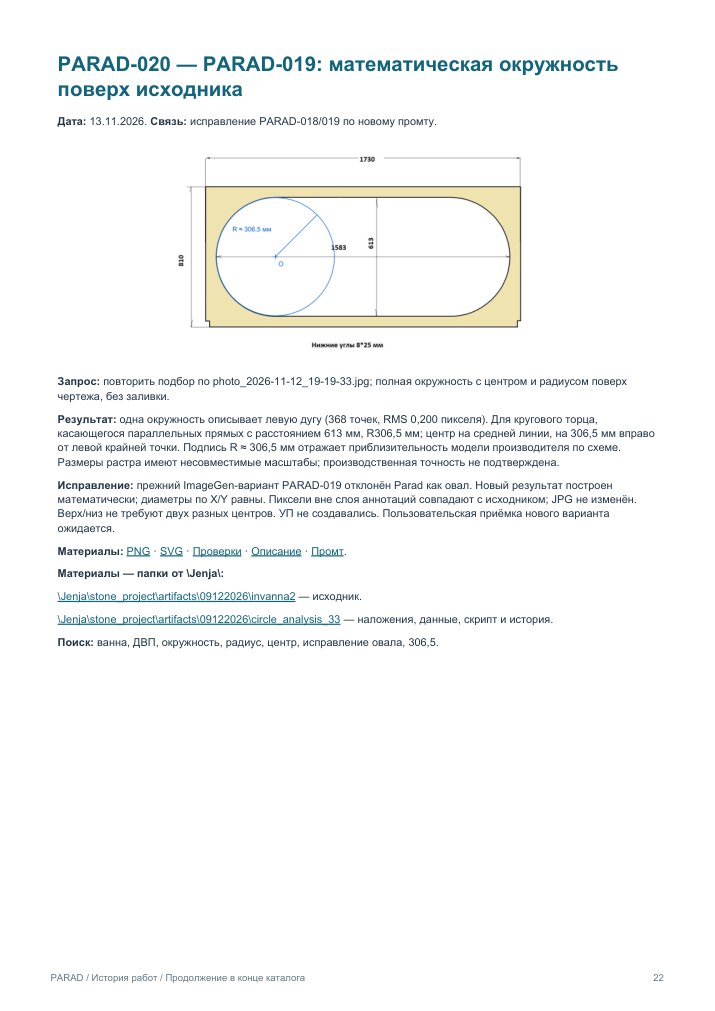 PARAD-020 — PARAD-019: математическая окружность
поверх исходника
Дата: 13.11.2026. Связь: исправление PARAD-018/019 по новому промту.
1730
R = 306,5 мм
1583
613
810
O
Нижние углы 8*25 мм
Запрос: повторить подбор по photo_2026-11-12_19-19-33.jpg; полная окружность с центром и радиусом поверх
чертежа, без заливки.
Результат: одна окружность описывает левую дугу (368 точек, RMS 0,200 пикселя). Для кругового торца,
касающегося параллельных прямых с расстоянием 613 мм, R306,5 мм; центр на средней линии, на 306,5 мм вправо
от левой крайней точки. Подпись R ≈ 306,5 мм отражает приблизительность модели производителя по схеме.
Размеры растра имеют несовместимые масштабы; производственная точность не подтверждена.
Исправление: прежний ImageGen-вариант PARAD-019 отклонён Parad как овал. Новый результат построен
математически; диаметры по X/Y равны. Пиксели вне слоя аннотаций совпадают с исходником; JPG не изменён.
Верх/низ не требуют двух разных центров. УП не создавались. Пользовательская приёмка нового варианта
ожидается.
Материалы: PNG · SVG · Проверки · Описание · Промт.
Материалы — папки от \Jenja\:
\Jenja\stone_project\artifacts\09122026\invanna2 — исходник.
\Jenja\stone_project\artifacts\09122026\circle_analysis_33 — наложения, данные, скрипт и история.
Поиск: ванна, ДВП, окружность, радиус, центр, исправление овала, 306,5.
PARAD / История работ / Продолжение в конце каталога
22